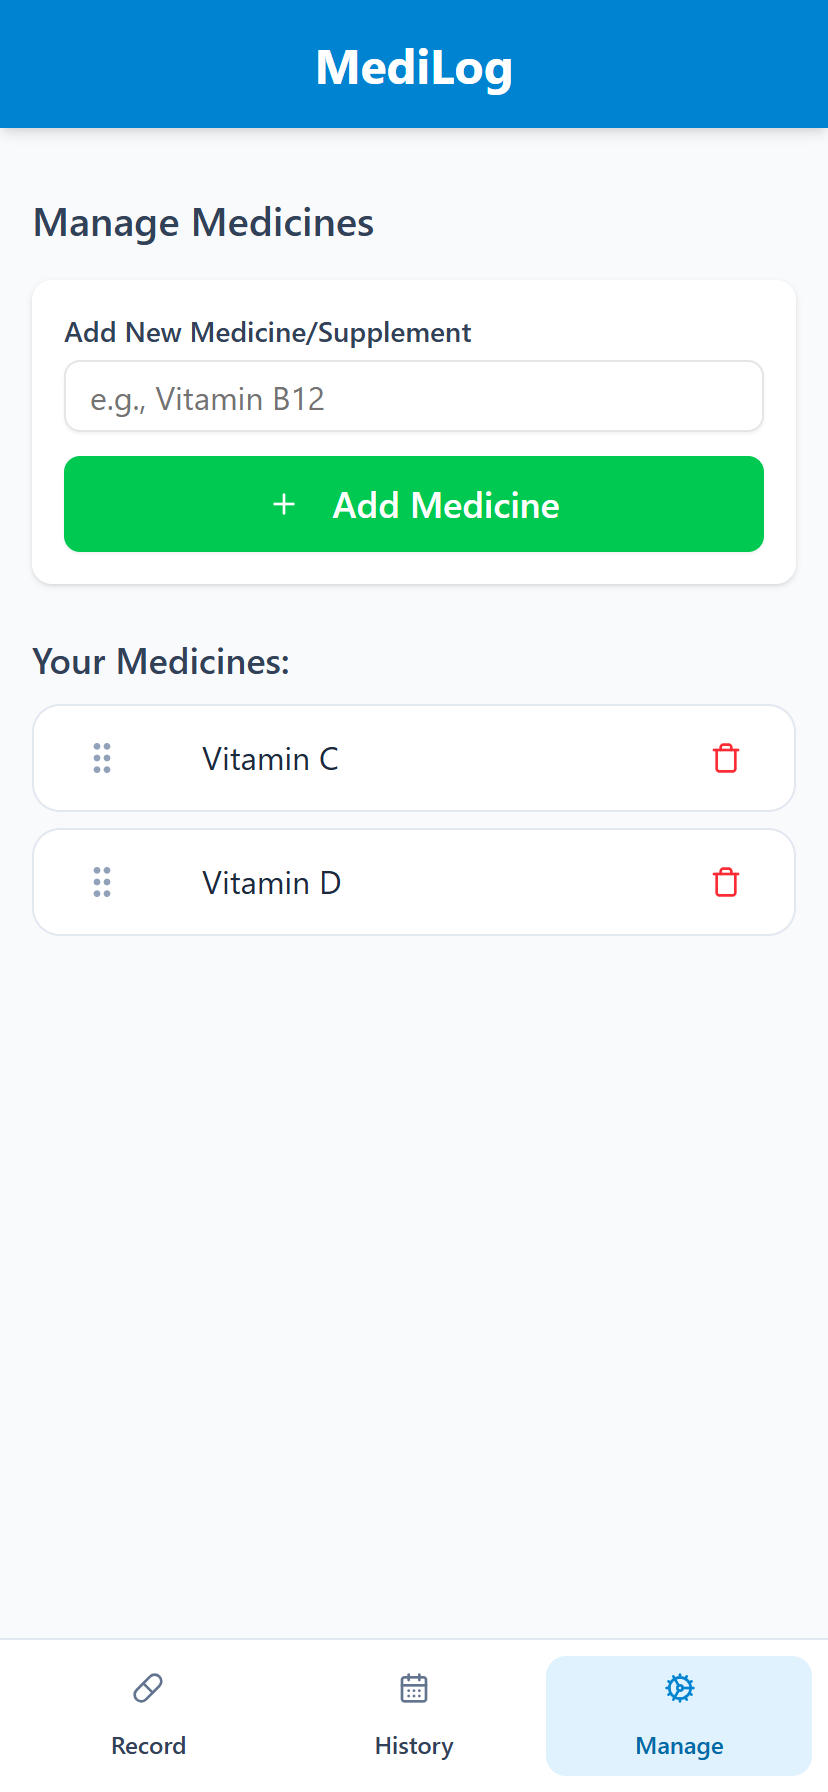 MediLog
Manage Medicines
Add New Medicine/Supplement
e.g., Vitamin B12
+ Add Medicine
Your Medicines:
Vitamin C
Vitamin D
Record History Manage